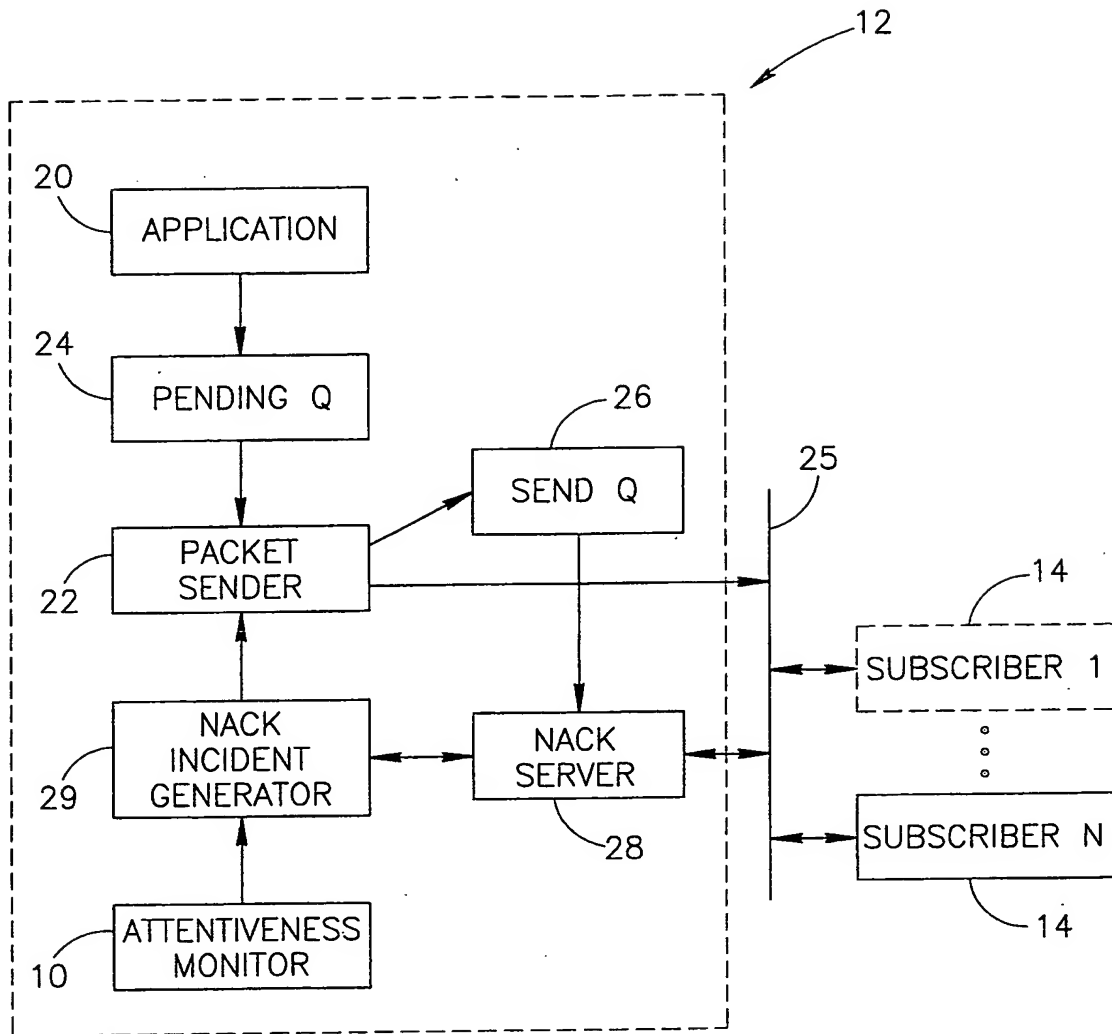 12
20
APPLICATION
24
PENDING Q
26
SEND Q
25
PACKET
SENDER
22
14
SUBSCRIBER 1
NACK
INCIDENT
GENERATOR
29
NACK
SERVER
28
SUBSCRIBER N
14
ATTENTIVENESS
MONITOR
10